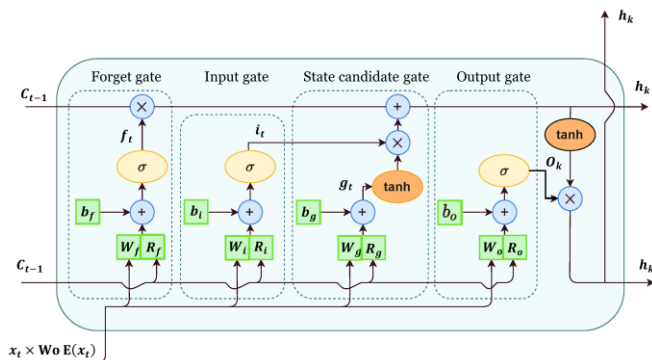 h_k
Forget gate Input gate State candidate gate Output gate
C_{t-1} h_k
f_t i_t tanh
σ σ g_t tanh σ O_k
b_f b_i b_g b_o
W_f R_f W_i R_i W_g R_g W_o R_o
C_{t-1} h_k
x_t × Wo E(x_t)